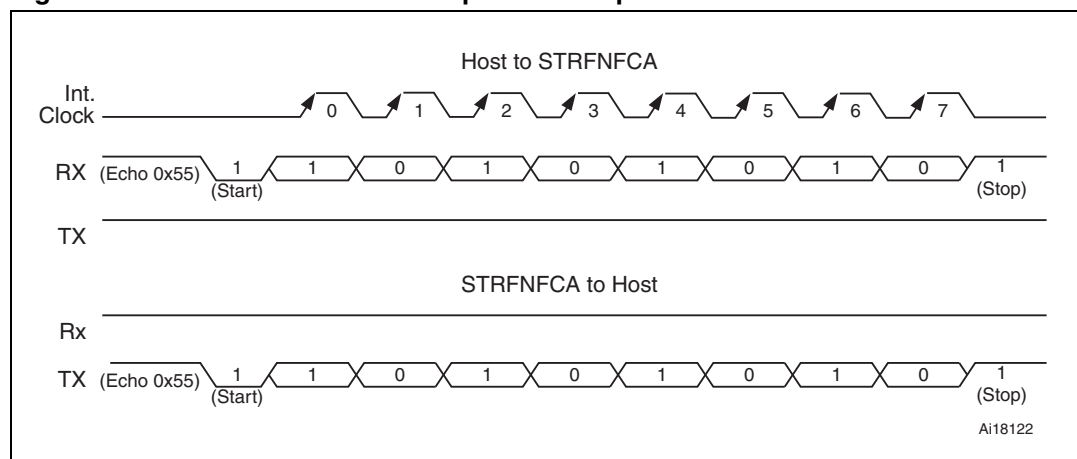 Host to STRFNFCA
Int.
Clock 0 1 2 3 4 5 6 7
RX (Echo 0x55) 1 1 0 1 0 1 0 1 0 1
(Start) (Stop)
TX
STRFNFCA to Host
Rx
TX (Echo 0x55) 1 1 0 1 0 1 0 1 0 1
(Start) (Stop)
Ai18122